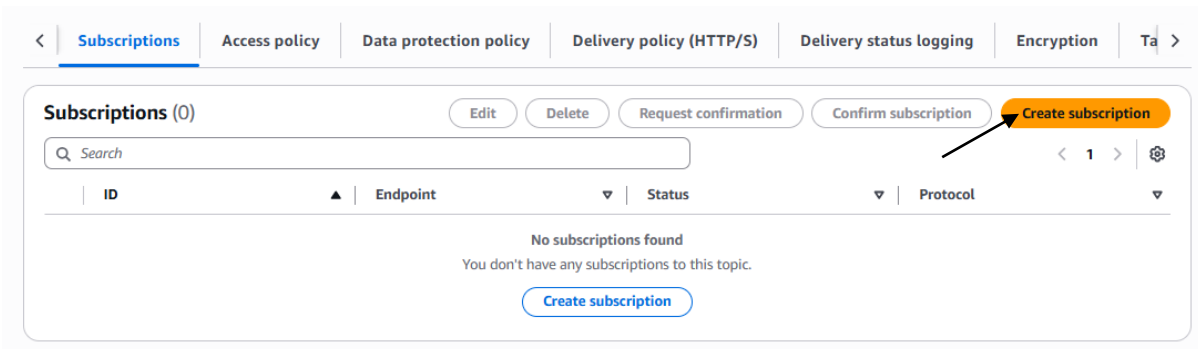 Subscriptions Access policy Data protection policy Delivery policy (HTTP/S) Delivery status logging Encryption Ta
Subscriptions (0) Edit Delete Request confirmation Confirm subscription Create subscription
Search 1
ID Endpoint Status Protocol
No subscriptions found
You don't have any subscriptions to this topic.
Create subscription